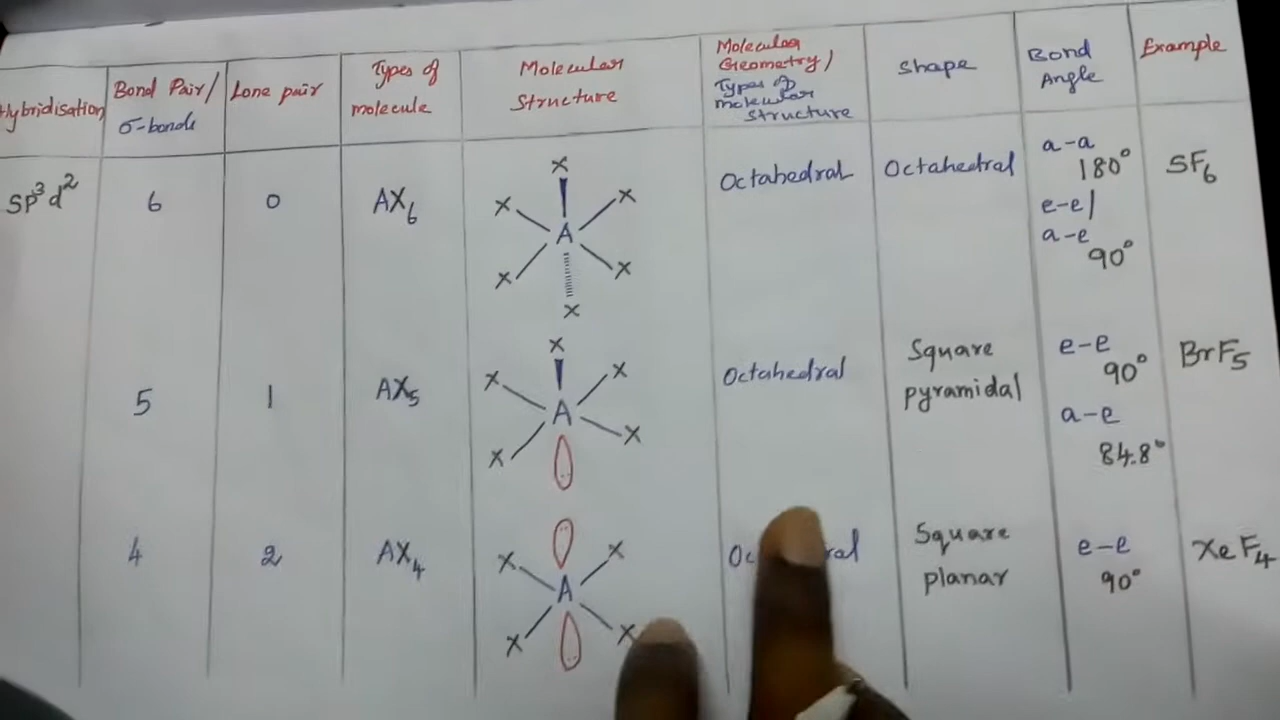 Hybridisation
Bond Pair/
σ-bonds
Lone pair
Types of
molecule
Molecular
Structure
Molecular
Geometry/
Types of
molecular
structure
Shape
Bond
Angle
Example
SP³d²
6
0
AX₆
X
X X
A
X X
X
Octahedral
Octahedral
a-a
180°
e-e/
a-e
90°
SF₆
5
1
AX₅
X
X X
A
X X
Octahedral
Square
pyramidal
e-e
90°
a-e
84.8°
BrF₅
4
2
AX₄
X X
A
X X
Square
planar
e-e
90°
XeF₄